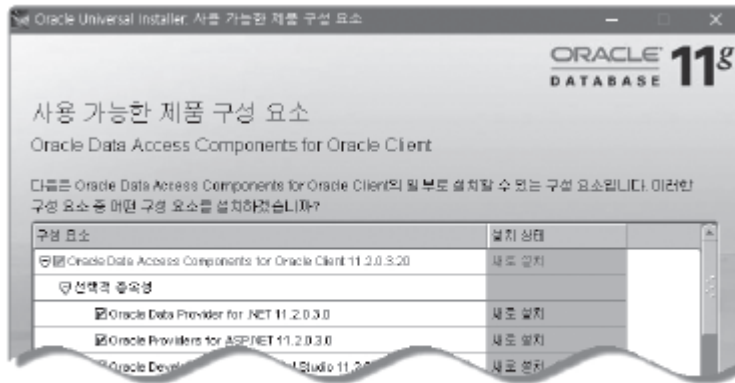 Oracle Universal Installer: 사용 가능한 제품 구성 요소
ORACLE
DATABASE 11g
사용 가능한 제품 구성 요소
Oracle Data Access Components for Oracle Client
다음은 Oracle Data Access Components for Oracle Client의 일부로 설치할 수 있는 구성 요소입니다. 이러한
구성 요소 중 어떤 구성 요소를 설치하겠습니까?
구성 요소 설치 상태
Oracle Data Access Components for Oracle Client 11.2.0.3.20 새로 설치
선택적 종속성
Oracle Data Provider for .NET 11.2.0.3.0 새로 설치
Oracle Providers for ASP.NET 11.2.0.3.0 새로 설치
Oracle Studio 새로 설치